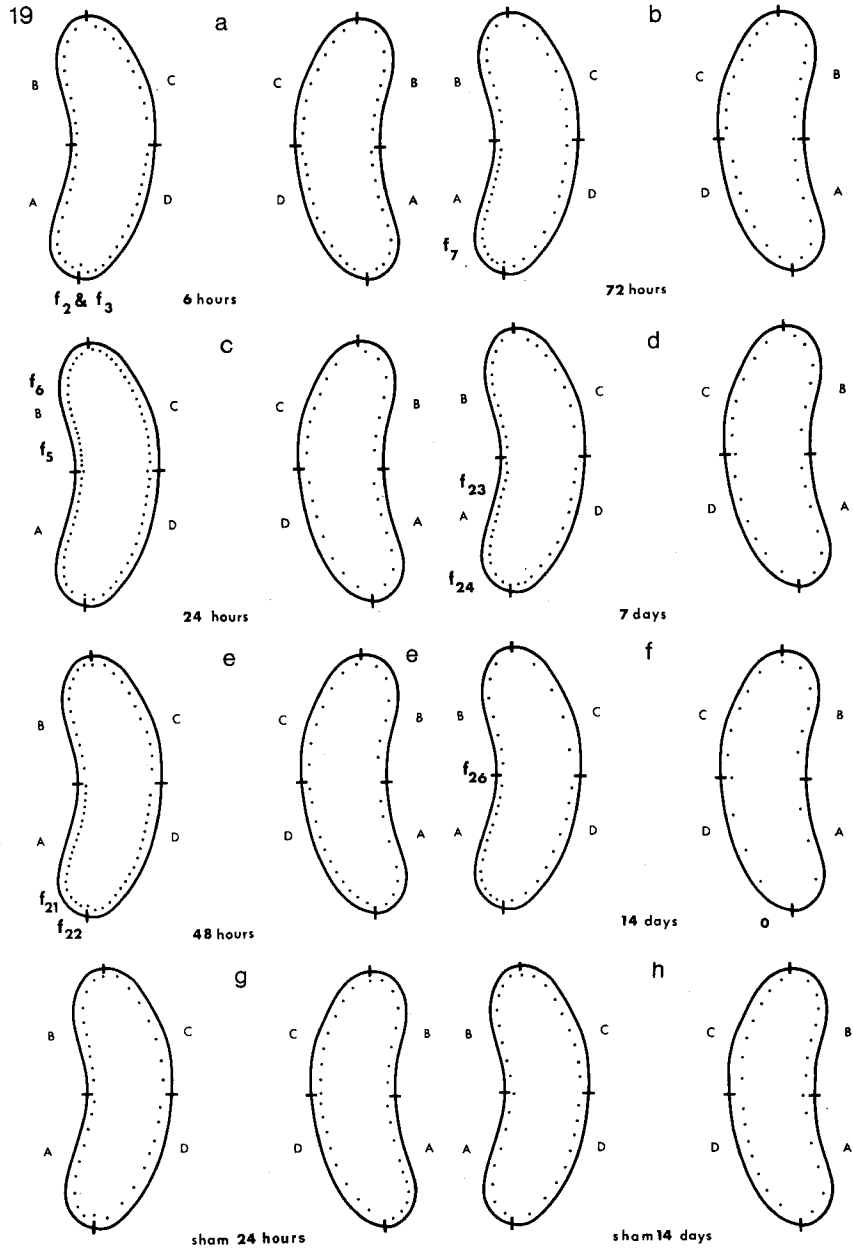 19
a
b
B C C B B C C B
A D D A A D D A
f7
f2 & f3
6 hours
72 hours
c
d
f6
B C C B B C C B
f5
f23
A D D A A D D A
f24
24 hours
7 days
e
e
f
B C C B B C C B
f26
A D D A A D D A
f21
f22
48 hours
14 days
0
g
h
B C C B B C C B
A D D A A D D A
sham 24 hours
sham 14 days